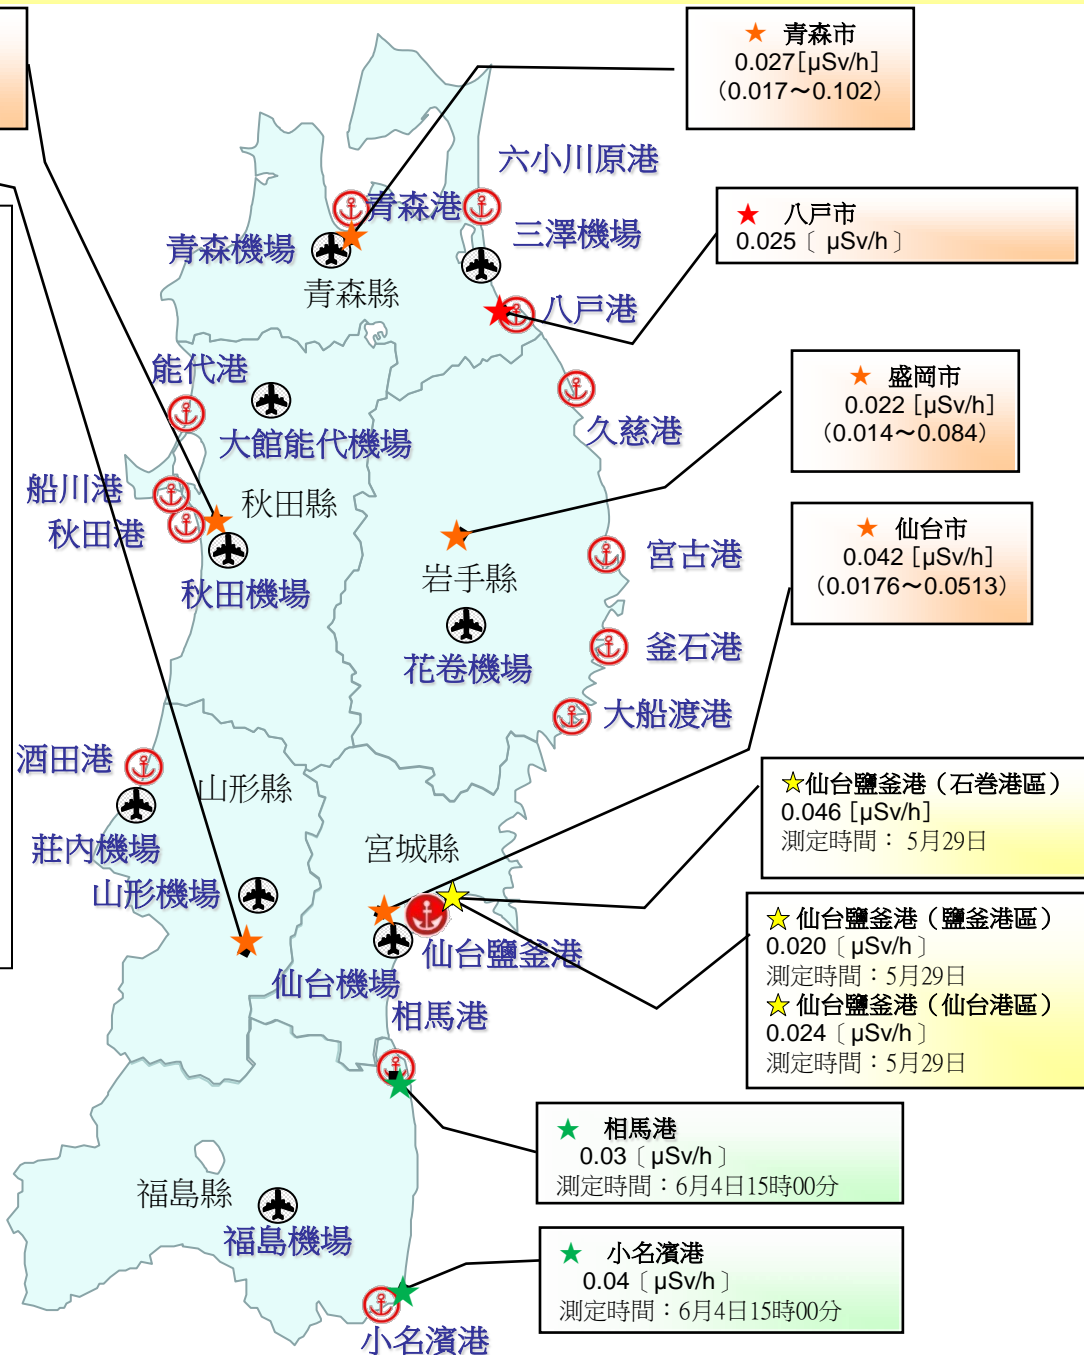 ★ 青森市
0.027[μSv/h]
（0.017～0.102）
六小川原港
青森港
★ 八戸市
0.025〔 μSv/h 〕
三澤機場
青森機場
青森縣
八戸港
能代港
★ 盛岡市
0.022 [μSv/h]
（0.014～0.084）
久慈港
大館能代機場
船川港
秋田縣
秋田港
★ 仙台市
0.042 [μSv/h]
（0.0176～0.0513）
宮古港
岩手縣
秋田機場
釜石港
花卷機場
大船渡港
酒田港
山形縣
☆仙台鹽釜港（石巻港區）
0.046 [μSv/h]
測定時間： 5月29日
莊內機場
宮城縣
山形機場
☆ 仙台鹽釜港（鹽釜港區）
0.020〔 μSv/h 〕
測定時間：5月29日
☆ 仙台鹽釜港（仙台港區）
0.024〔 μSv/h 〕
測定時間：5月29日
仙台鹽釜港
仙台機場
相馬港
★ 相馬港
0.03〔 μSv/h 〕
測定時間：6月4日15時00分
福島縣
福島機場
★ 小名濱港
0.04〔 μSv/h 〕
測定時間：6月4日15時00分
小名濱港